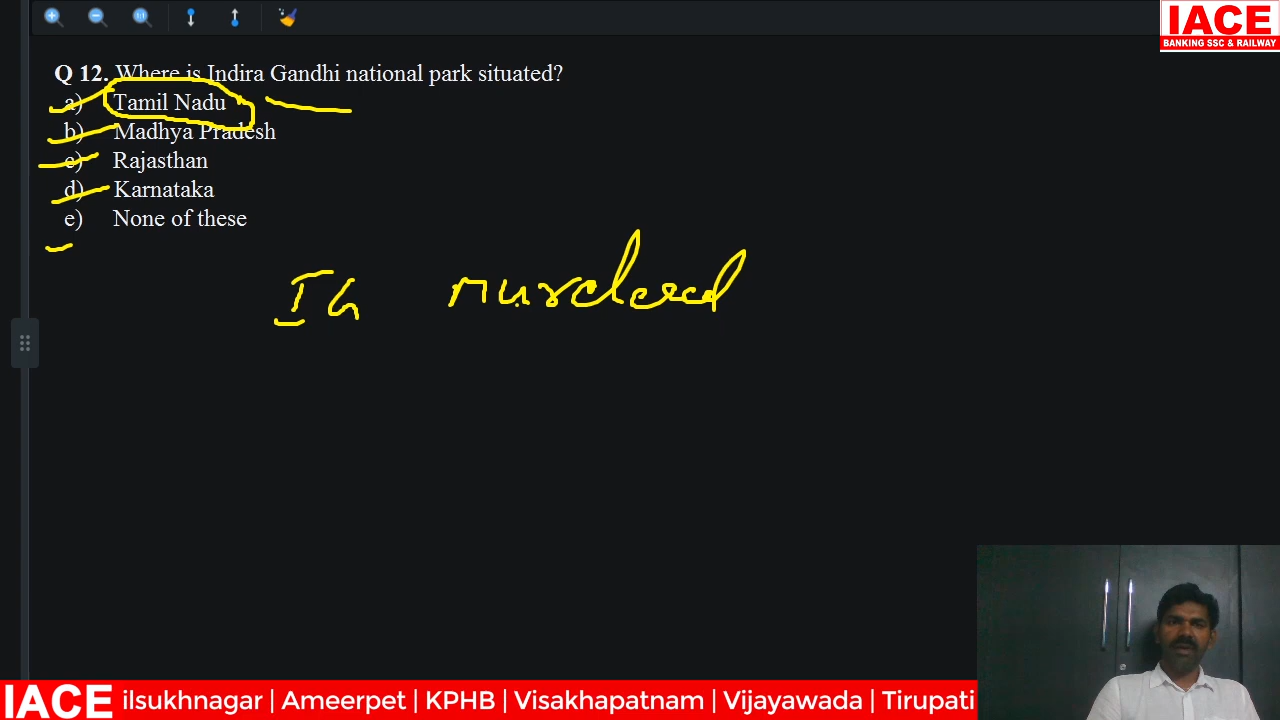 IACE
BANKING SSC & RAILWAY
Q 12. Where is Indira Gandhi national park situated?
a) Tamil Nadu
b) Madhya Pradesh
c) Rajasthan
d) Karnataka
e) None of these
IG murdered
IACE ilsukhnagar | Ameerpet | KPHB | Visakhapatnam | Vijayawada | Tirupati